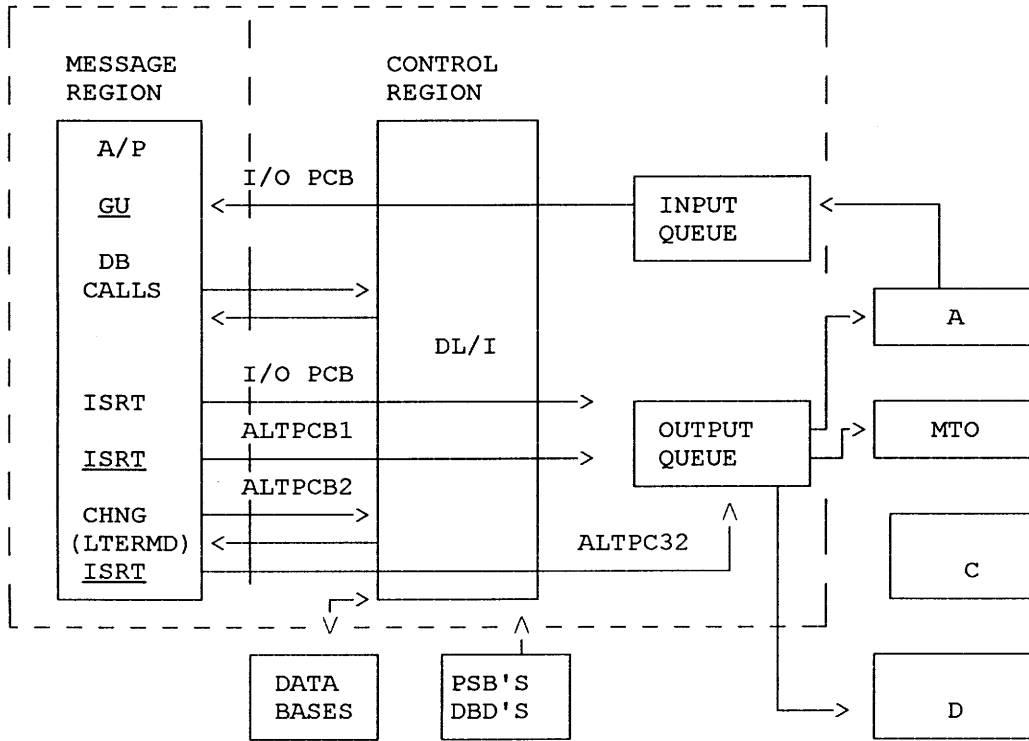 MESSAGE REGION
CONTROL REGION
A/P
I/O PCB
GU
INPUT QUEUE
DB CALLS
A
DL/I
I/O PCB
ISRT
ALTPCB1
OUTPUT QUEUE
MTO
ISRT
ALTPCB2
CHNG
(LTERMD)
ALTPC32
ISRT
C
DATA BASES
PSB'S
DBD'S
D